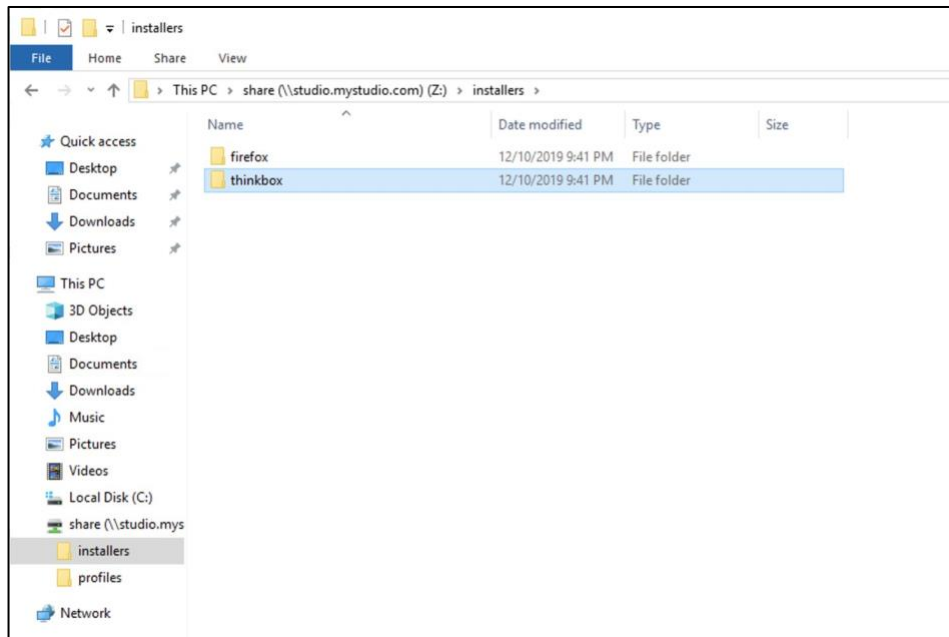 installers
File Home Share View
This PC > share (\\studio.mystudio.com) (Z:) > installers >
Name Date modified Type Size
firefox 12/10/2019 9:41 PM File folder
thinkbox 12/10/2019 9:41 PM File folder
Quick access
Desktop
Documents
Downloads
Pictures
This PC
3D Objects
Desktop
Documents
Downloads
Music
Pictures
Videos
Local Disk (C:)
share (\\studio.mys
installers
profiles
Network